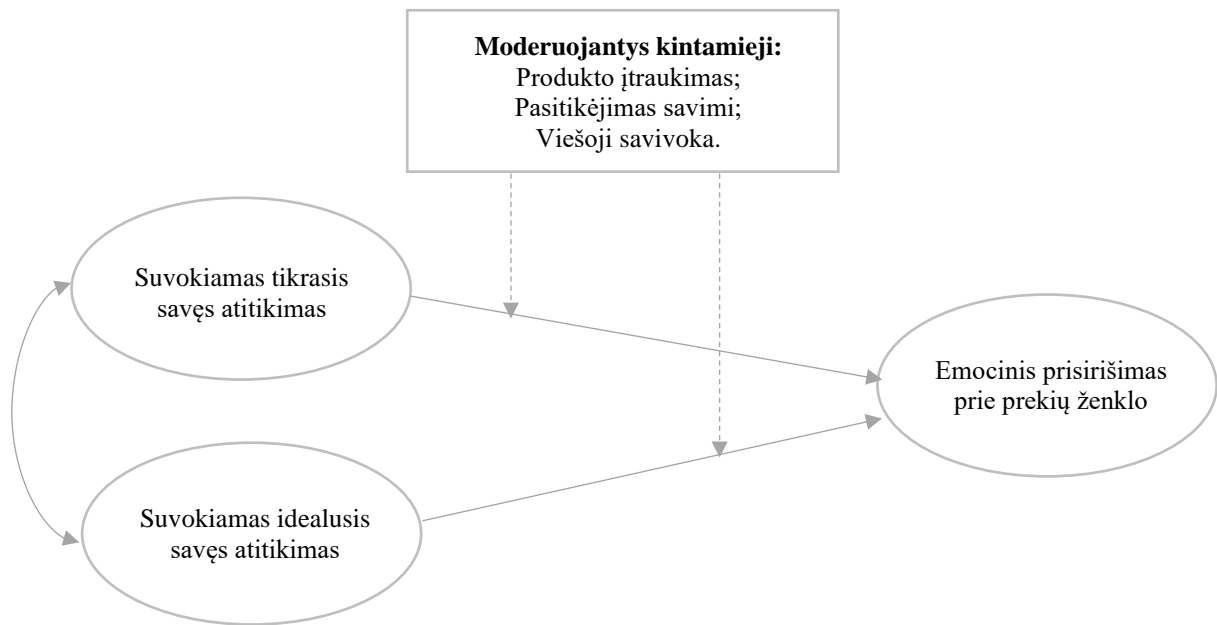 Moderuojantys kintamieji:
Produkto įtraukimas;
Pasitikėjimas savimi;
Viešoji savivoka.
Suvokiamas tikrasis
savęs atitikimas
Emocinis prisirišimas
prie prekių ženklo
Suvokiamas idealusis
savęs atitikimas